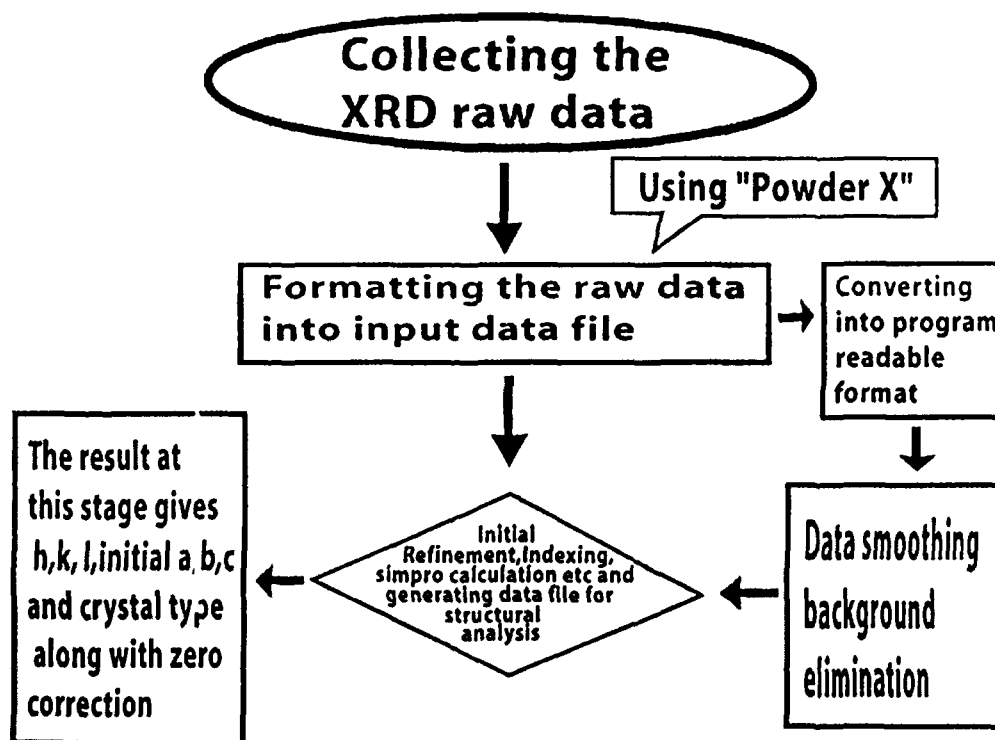 Collecting the
XRD raw data
Using "Powder X"
Formatting the raw data
into input data file
Converting
into program
readable
format
Data smoothing
background
elimination
Initial
Refinement,Indexing,
simpro calculation etc and
generating data file for
structural
analysis
The result at
this stage gives
h,k,l,initial a,b,c
and crystal type
along with zero
correction